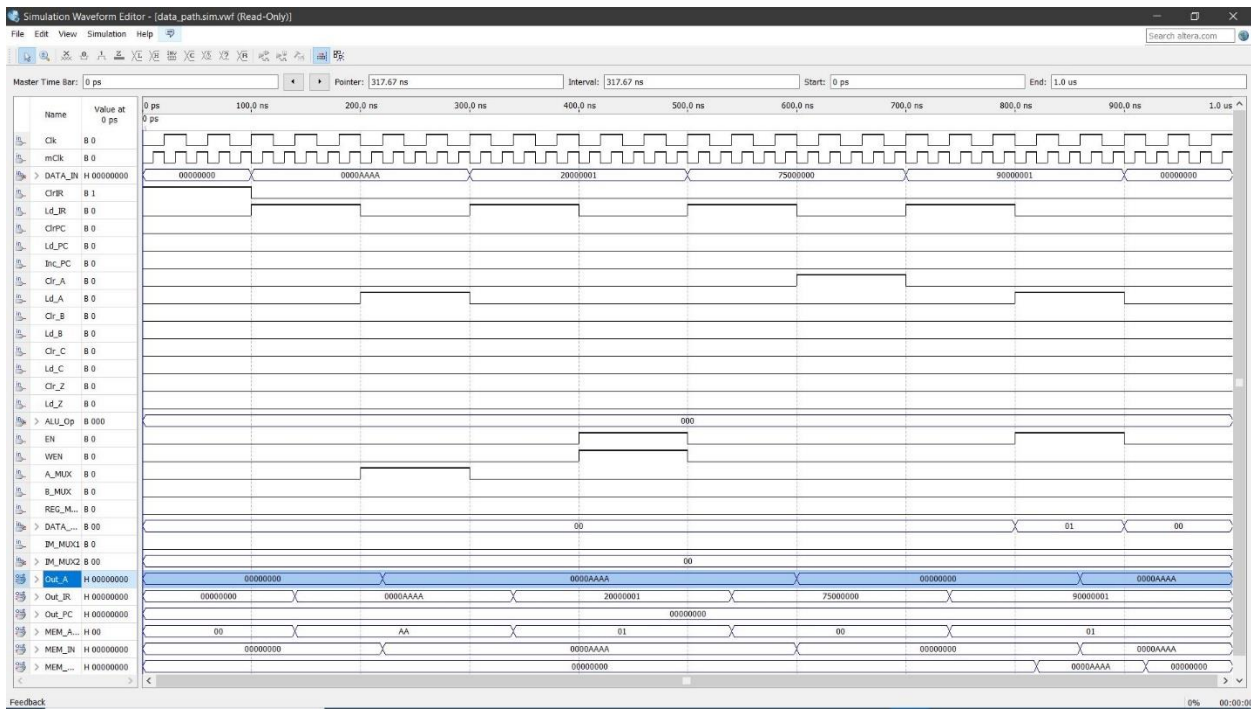 Simulation Waveform Editor - [data_path.sim.vwf (Read-Only)]
File Edit View Simulation Help
Search altera.com
Master Time Bar: 0 ps Pointer: 317.67 ns Interval: 317.67 ns Start: 0 ps End: 1.0 us
Name Value at 0 ps
0 ps 100.0 ns 200.0 ns 300.0 ns 400.0 ns 500.0 ns 600.0 ns 700.0 ns 800.0 ns 900.0 ns 1.0 us
0 ps
Clk B 0
mClk B 0
DATA_IN H 00000000 00000000 0000AAAA 20000001 75000000 90000001 00000000
ClrIR B 1
Ld_IR B 0
ClrPC B 0
Ld_PC B 0
Inc_PC B 0
Clr_A B 0
Ld_A B 0
Clr_B B 0
Ld_B B 0
Clr_C B 0
Ld_C B 0
Clr_Z B 0
Ld_Z B 0
ALU_Op B 000 000
EN B 0
WEN B 0
A_MUX B 0
B_MUX B 0
REG_M... B 0
DATA_... B 00 00 01 00
IM_MUX1 B 0
IM_MUX2 B 00 00
Out_A H 00000000 00000000 0000AAAA 00000000 0000AAAA
Out_IR H 00000000 00000000 0000AAAA 20000001 75000000 90000001
Out_PC H 00000000 00000000
MEM_A... H 00 00 AA 01 00 01
MEM_IN H 00000000 00000000 0000AAAA 00000000 0000AAAA
MEM_... H 00000000 00000000 0000AAAA 00000000
Feedback 0% 00:00:0